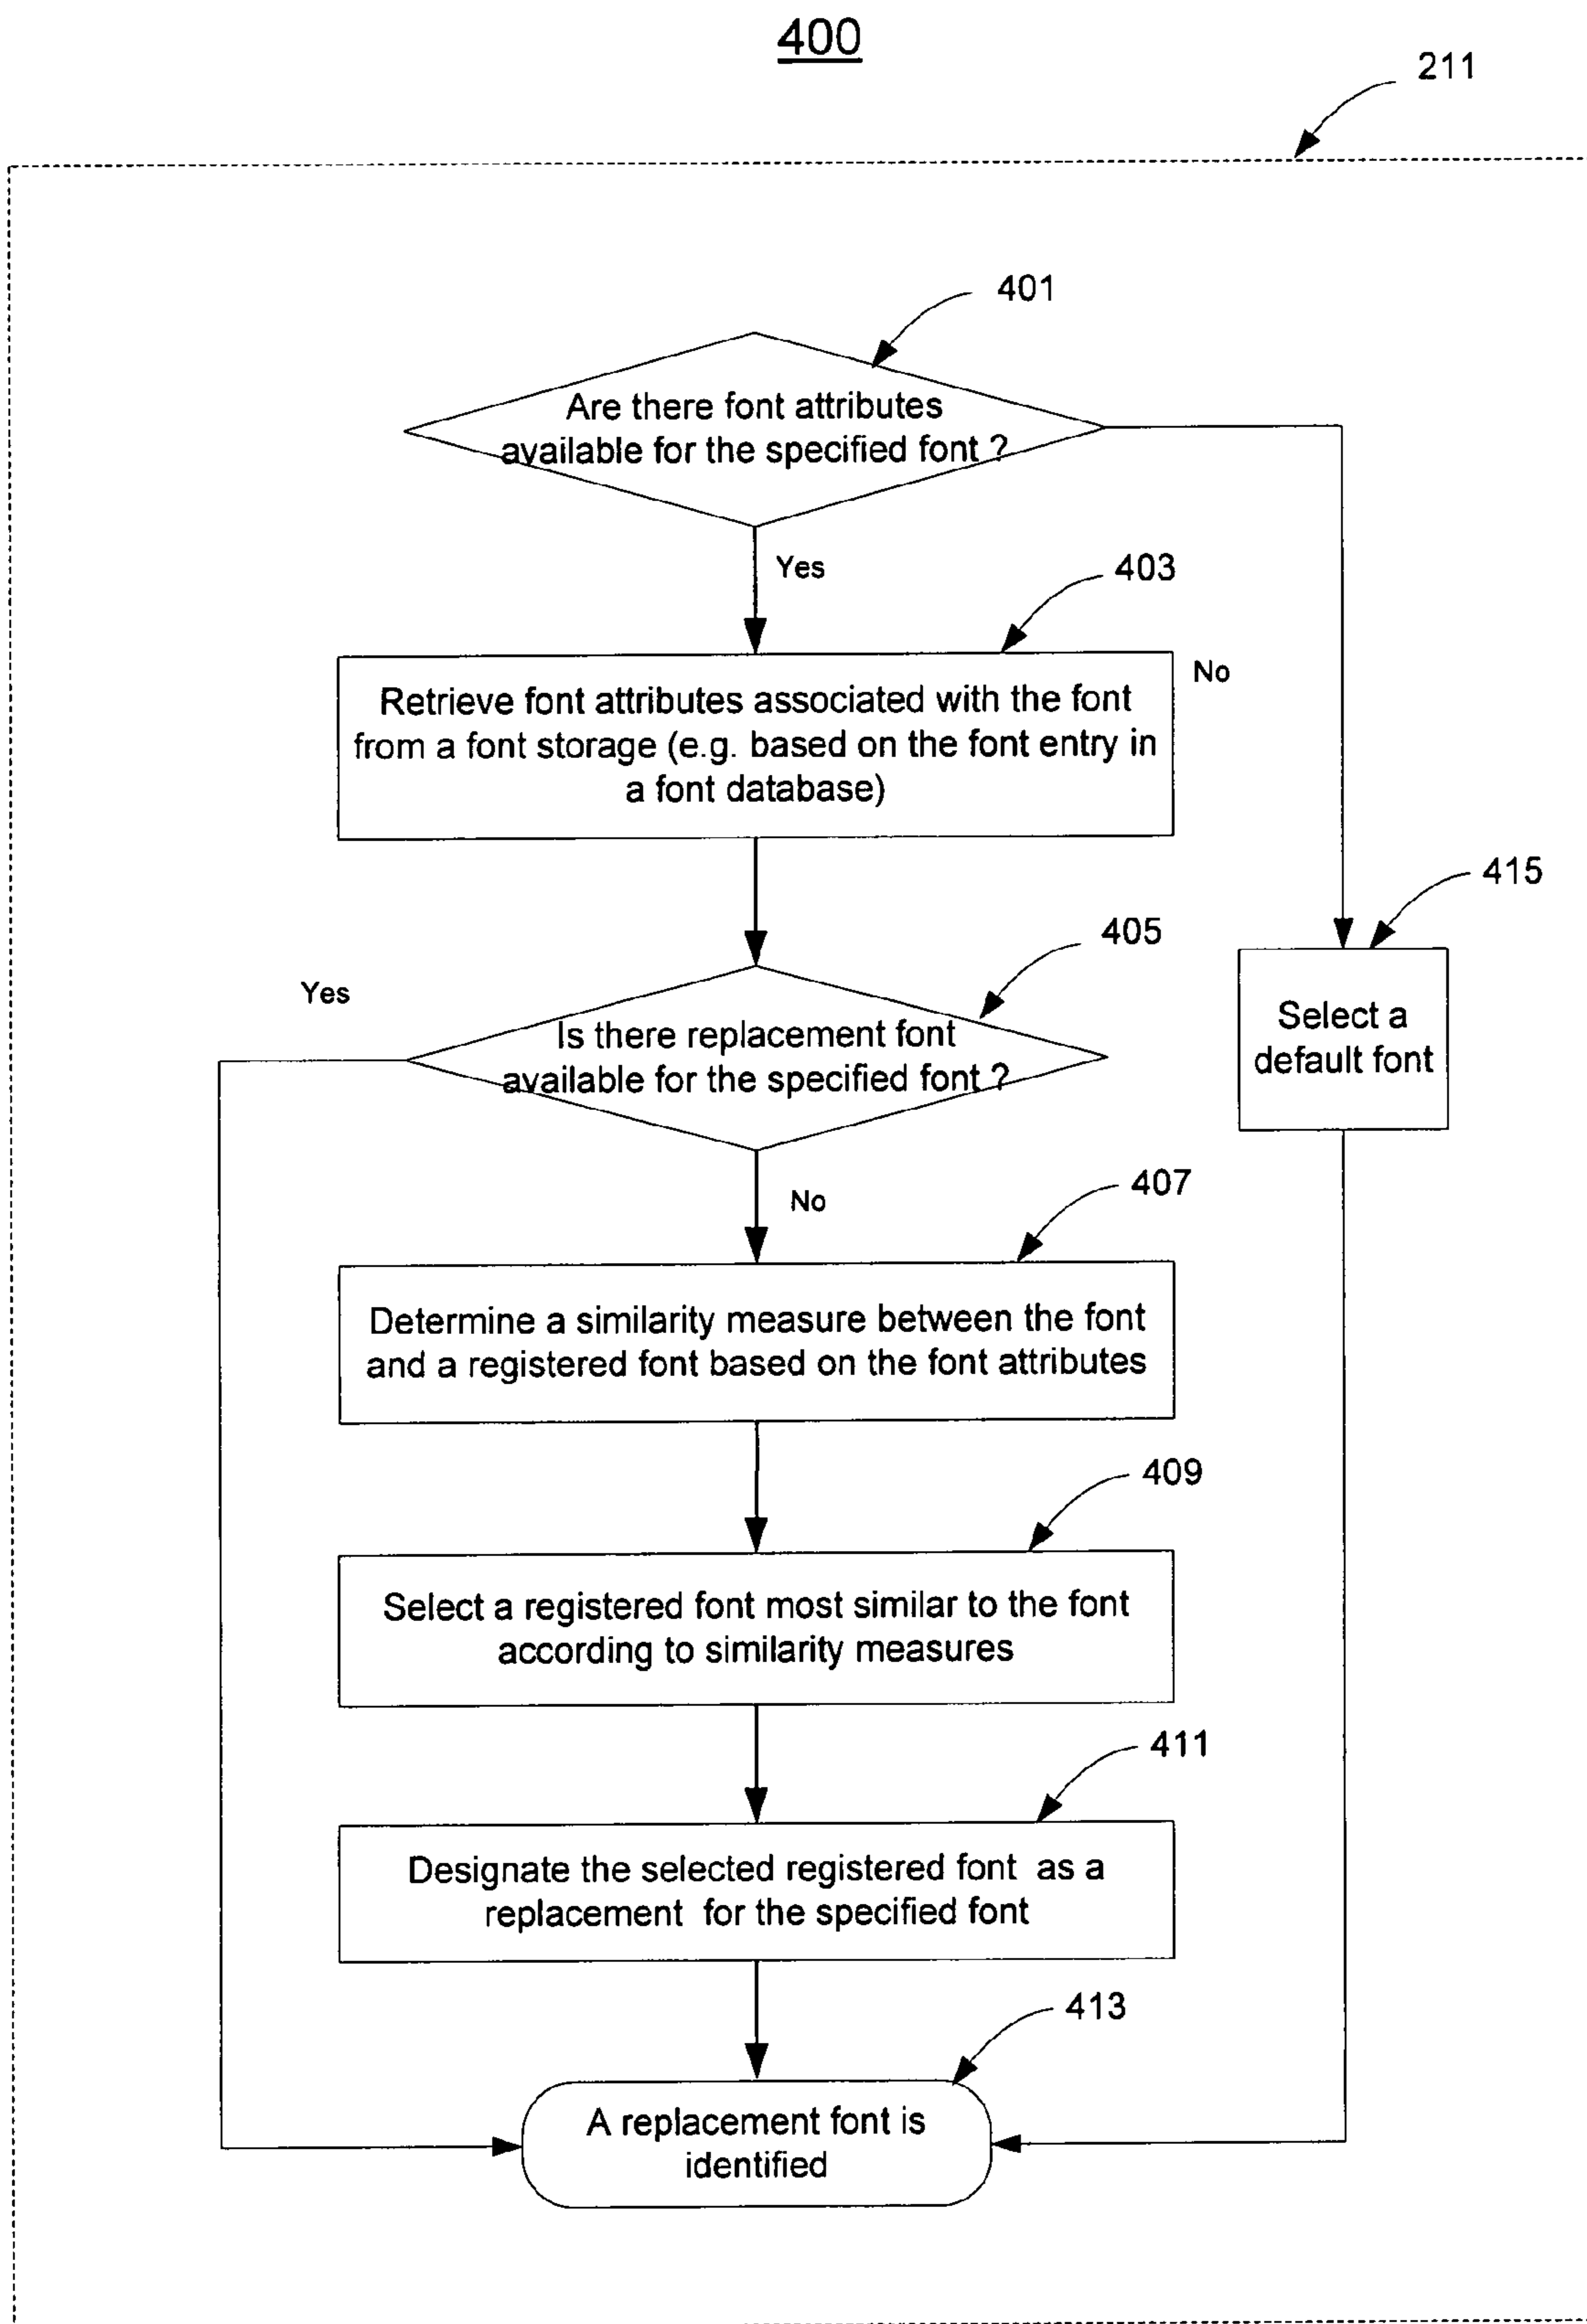 400
211
401
Are there font attributes
available for the specified font ?
Yes
403
No
Retrieve font attributes associated with the font
from a font storage (e.g. based on the font entry in
a font database)
415
405
Yes
Select a
default font
Is there replacement font
available for the specified font ?
No
407
Determine a similarity measure between the font
and a registered font based on the font attributes
409
Select a registered font most similar to the font
according to similarity measures
411
Designate the selected registered font as a
replacement for the specified font
413
A replacement font is
identified